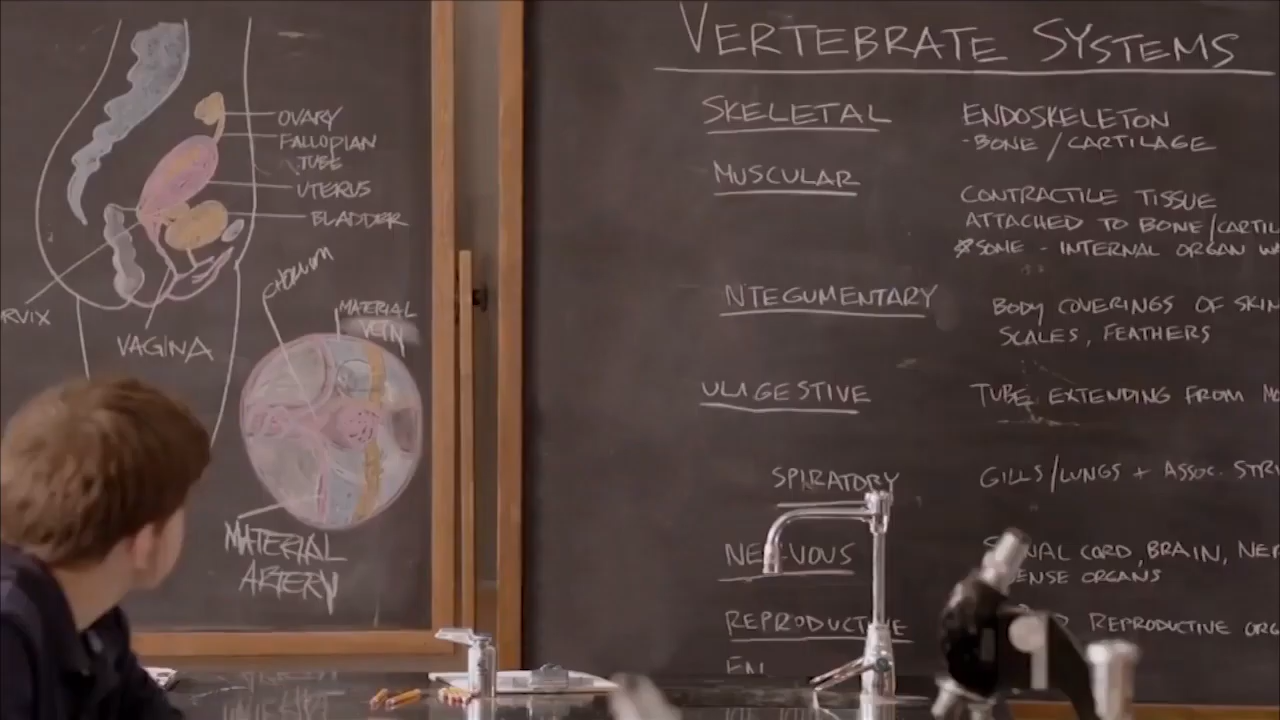 OVARY
FALLOPIAN
TUBE
UTERUS
BLADDER
RVIX
VAGINA
MATERIAL
VEIN
MATERIAL
ARTERY
VERTEBRATE SYSTEMS
SKELETAL
ENDOSKELETON
-BONE / CARTILAGE
MUSCULAR
CONTRACTILE TISSUE
ATTACHED TO BONE/CARTIL
*SOME - INTERNAL ORGAN W
NTEGUMENTARY
BODY COVERINGS OF SKIN
SCALES, FEATHERS
GESTIVE
TUBE EXTENDING FROM MO
SPIRATORY
GILLS/LUNGS + ASSOC. STR
NERVOUS
SPINAL CORD, BRAIN, NER
ENSE ORGANS
REPRODUCTIVE
REPRODUCTIVE ORG